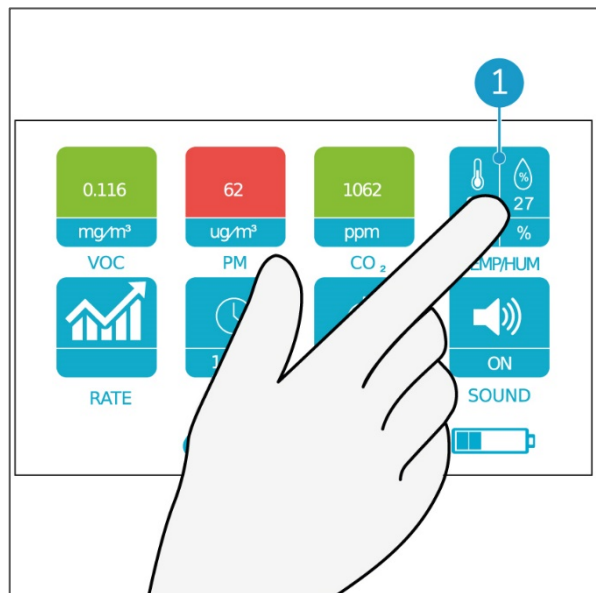 1
0.116
62
1062
%
27
mg/m³
ug/m³
ppm
%
VOC
PM
CO₂
EMP/HUM
ON
RATE
SOUND